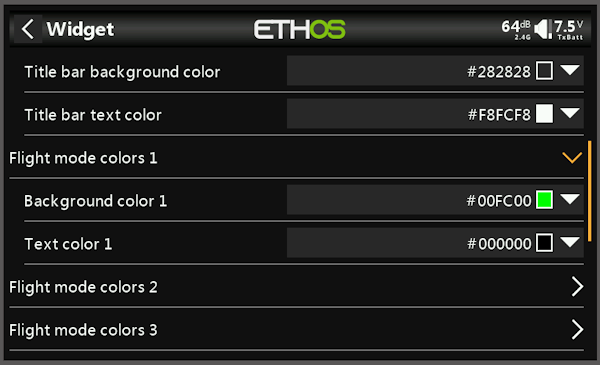 Widget
ETHOS
64dB
2.4G
7.5V
TxBatt
Title bar background color #282828
Title bar text color #F8FCF8
Flight mode colors 1
Background color 1 #00FC00
Text color 1 #000000
Flight mode colors 2
Flight mode colors 3